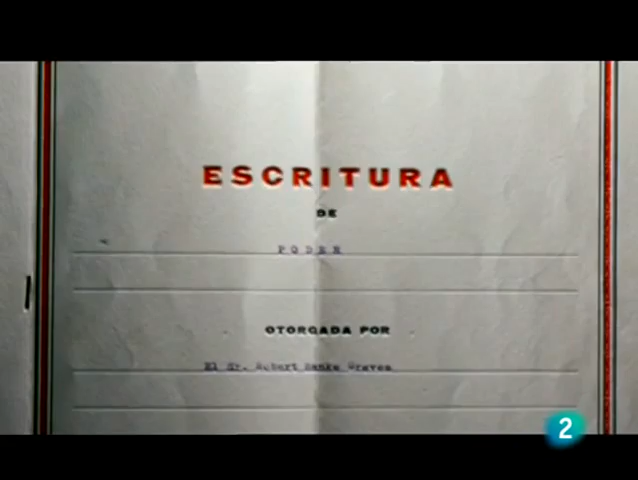 ESCRITURA
DE
PODER
OTORGADA POR
El Sr. Robert Ranke Graves
2